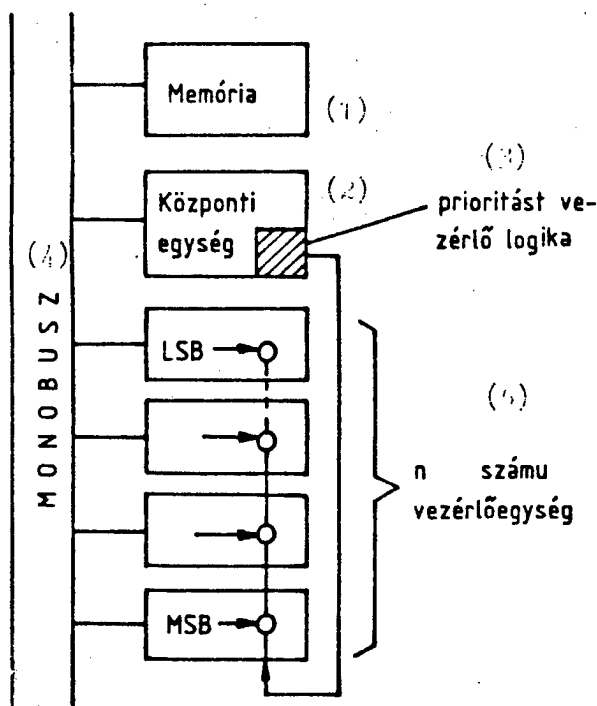 Memória
(1)
Központi
egység
(2)
(3)
prioritást ve-
zérlő logika
(4)
MONOBUSZ
LSB
MSB
(5)
n számu
vezérlőegység